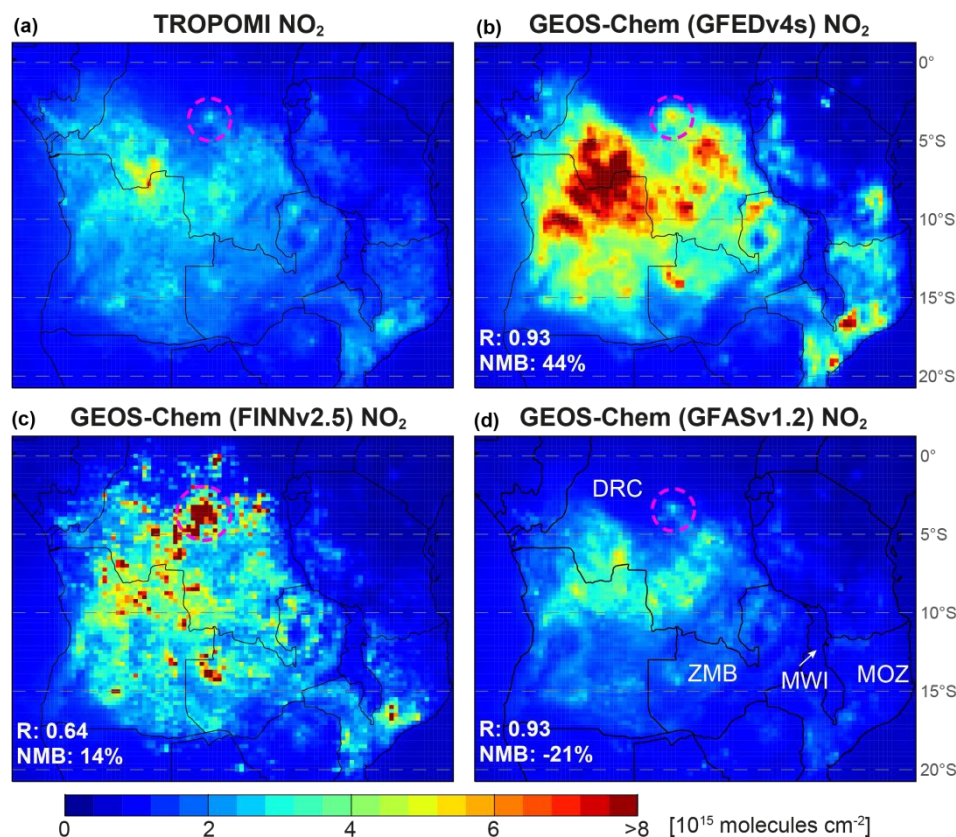 (a) TROPOMI NO₂
(b) GEOS-Chem (GFEDv4s) NO₂
0°
5°S
10°S
15°S
20°S
R: 0.93
NMB: 44%
(c) GEOS-Chem (FINNv2.5) NO₂
(d) GEOS-Chem (GFASv1.2) NO₂
R: 0.64
NMB: 14%
DRC
ZMB
MWI
MOZ
0°
5°S
10°S
15°S
20°S
R: 0.93
NMB: -21%
0 2 4 6 >8 [10¹⁵ molecules cm⁻²]